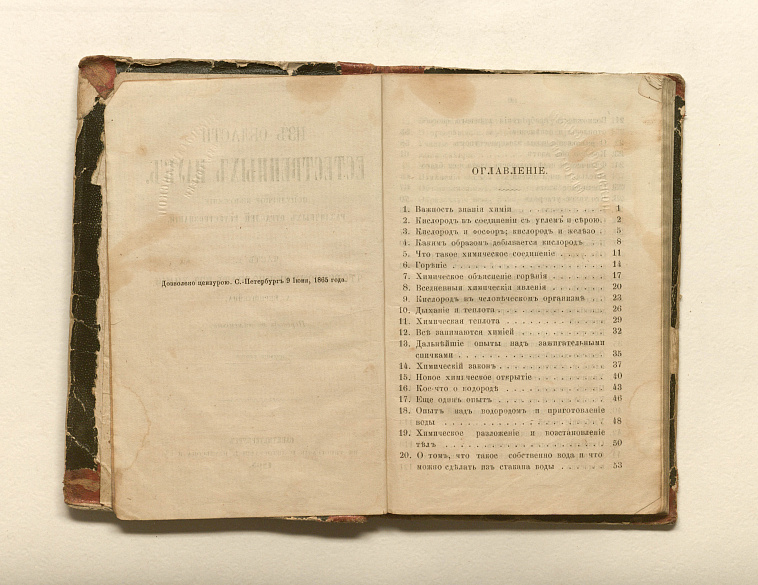 Дозволено цензурою. С.-Петербургъ 9 Іюня, 1865 года.
ОГЛАВЛЕНІЕ.
1. Важность знанія химіи . . . . . . . . . 1
2. Кислородъ въ соединеніи съ углемъ и сѣрою. 2
3. Кислородъ и фосфоръ; кислородъ и желѣзо . 5
4. Какимъ образомъ добывается кислородъ . . . 8
5. Что такое химическое соединеніе . . . . . . 11
6. Горѣніе . . . . . . . . . . . . . . . . 14
7. Химическое объясненіе горѣнія . . . . . . . 17
8. Вседневныя химическія явленія . . . . . . . 20
9. Кислородъ въ человѣческомъ организмѣ . . . 23
10. Дыханіе и теплота . . . . . . . . . . . . 26
11. Химическая теплота . . . . . . . . . . . . 29
12. Всѣ занимаются химіей . . . . . . . . . . 32
13. Дальнѣйшіе опыты надъ зажигательными
спичками . . . . . . . . . . . . . . . . 35
14. Химическій законъ . . . . . . . . . . . . 37
15. Новое химическое открытіе . . . . . . . . . 40
16. Кое-что о водородѣ . . . . . . . . . . . . 43
17. Еще одинъ опытъ . . . . . . . . . . . . . 46
18. Опытъ надъ водородомъ и приготовленіе
воды . . . . . . . . . . . . . . . . . . 48
19. Химическое разложеніе и возстановленіе
тѣлъ . . . . . . . . . . . . . . . . . . 50
20. О томъ, что такое собственно вода и что
можно сдѣлать изъ стакана воды . . . . . . 53